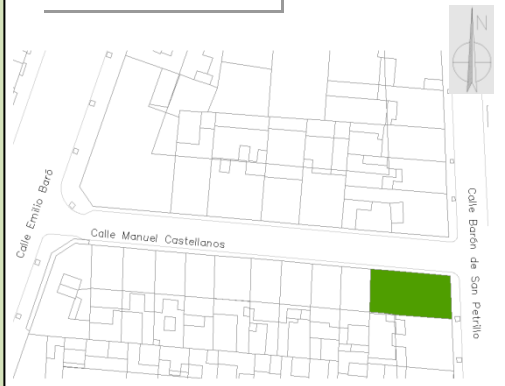 N
Calle Emilio Baró
Calle Manuel Castellanos
Calle Barón de San Petrillo